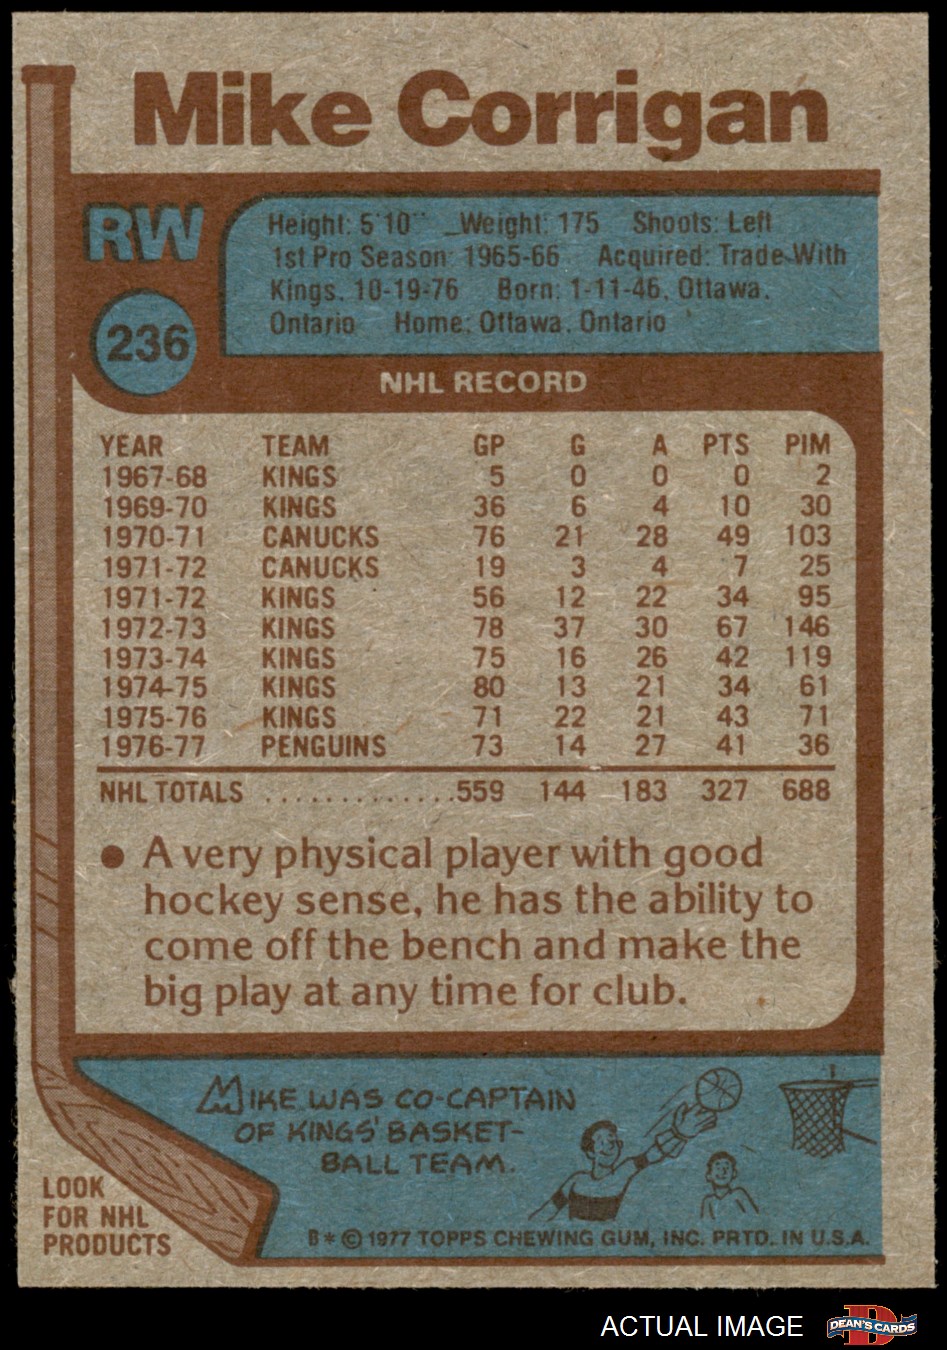 Mike Corrigan
RW
236
Height: 5'10" Weight: 175 Shoots: Left
1st Pro Season: 1965-66 Acquired: Trade With
Kings, 10-19-76 Born: 1-11-46, Ottawa,
Ontario Home: Ottawa, Ontario
NHL RECORD
YEAR TEAM GP G A PTS PIM
1967-68 KINGS 5 0 0 0 2
1969-70 KINGS 36 6 4 10 30
1970-71 CANUCKS 76 21 28 49 103
1971-72 CANUCKS 19 3 4 7 25
1971-72 KINGS 56 12 22 34 95
1972-73 KINGS 78 37 30 67 146
1973-74 KINGS 75 16 26 42 119
1974-75 KINGS 80 13 21 34 61
1975-76 KINGS 71 22 21 43 71
1976-77 PENGUINS 73 14 27 41 36
NHL TOTALS ..............559 144 183 327 688
● A very physical player with good
hockey sense, he has the ability to
come off the bench and make the
big play at any time for club.
MIKE WAS CO-CAPTAIN
OF KINGS' BASKET-
BALL TEAM.
LOOK
FOR NHL
PRODUCTS
B * © 1977 TOPPS CHEWING GUM, INC. PRTD. IN U.S.A.
ACTUAL IMAGE
D
DEAN'S CARDS